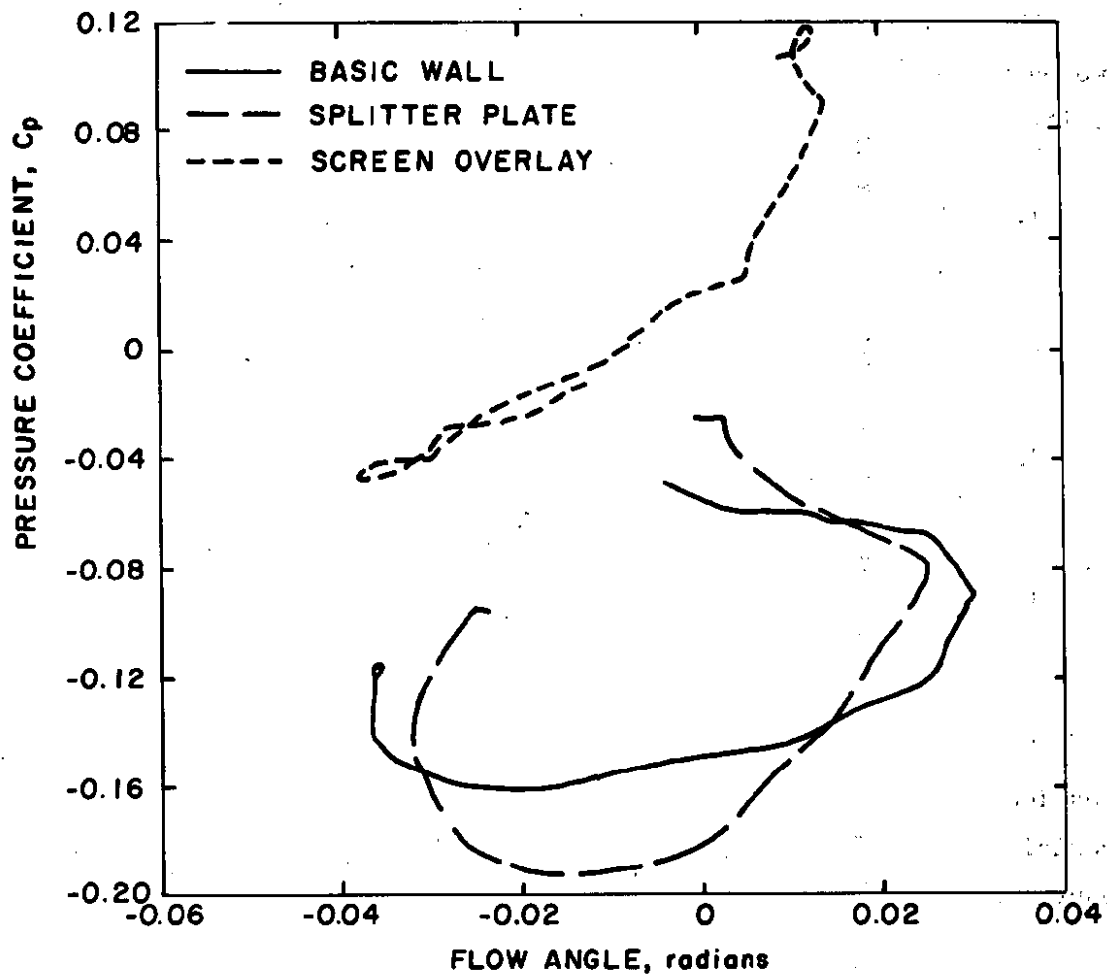 0.12
BASIC WALL
SPLITTER PLATE
0.08
SCREEN OVERLAY
0.04
0
-0.04
-0.08
-0.12
-0.16
-0.20
PRESSURE COEFFICIENT, Cp
-0.06 -0.04 -0.02 0 0.02 0.04
FLOW ANGLE, radians